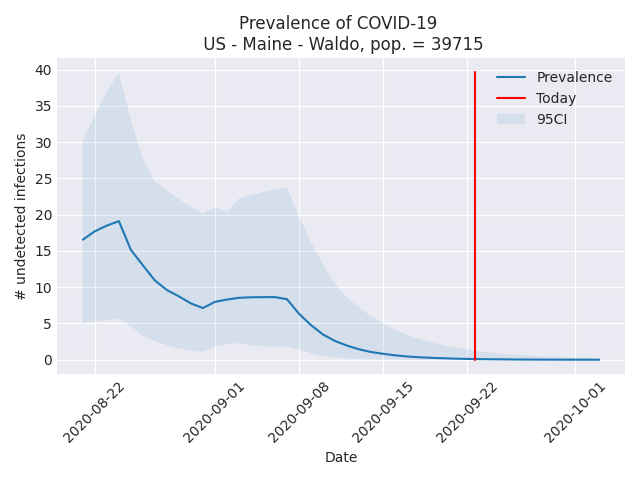 Prevalence of COVID-19
US - Maine - Waldo, pop. = 39715
# undetected infections
40
35
30
25
20
15
10
5
0
Prevalence
Today
95CI
2020-08-22
2020-09-01
2020-09-08
2020-09-15
2020-09-22
2020-10-01
Date